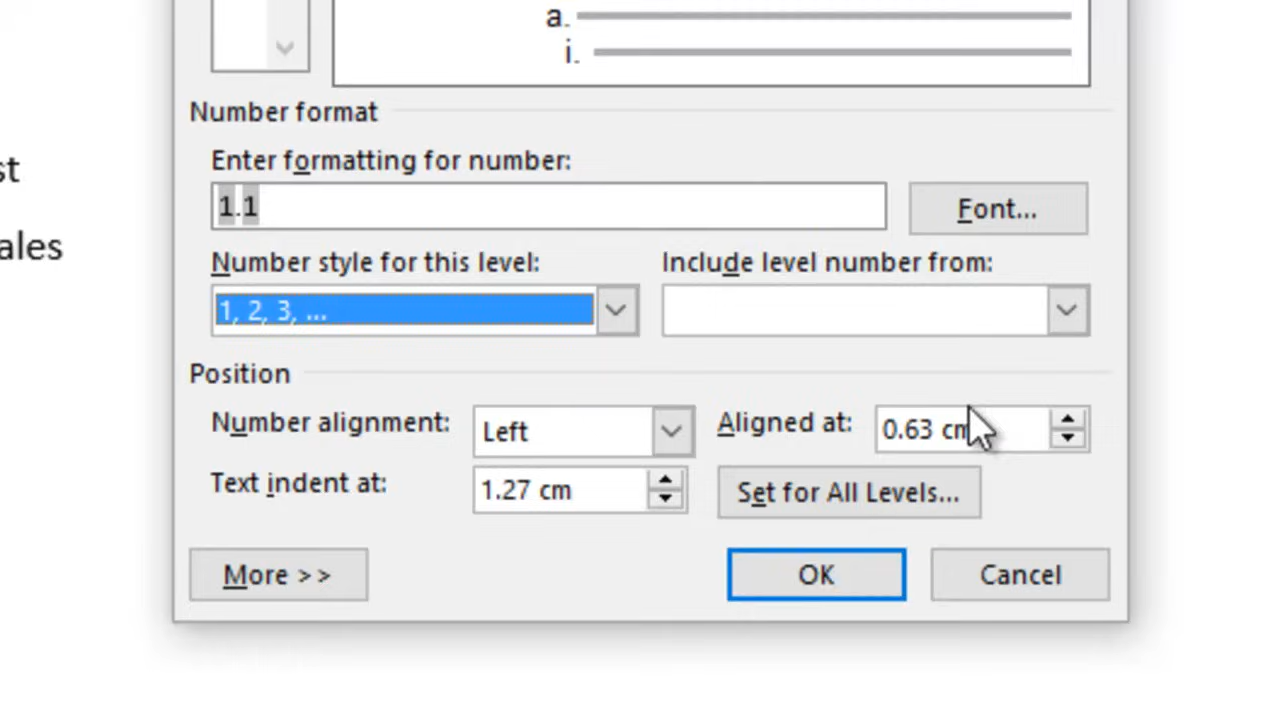 a.
i.
Number format
st
Enter formatting for number:
1.1
Font...
ales
Number style for this level:
Include level number from:
1, 2, 3, ...
Position
Number alignment:
Left
Aligned at:
0.63 cm
Text indent at:
1.27 cm
Set for All Levels...
More >>
OK
Cancel